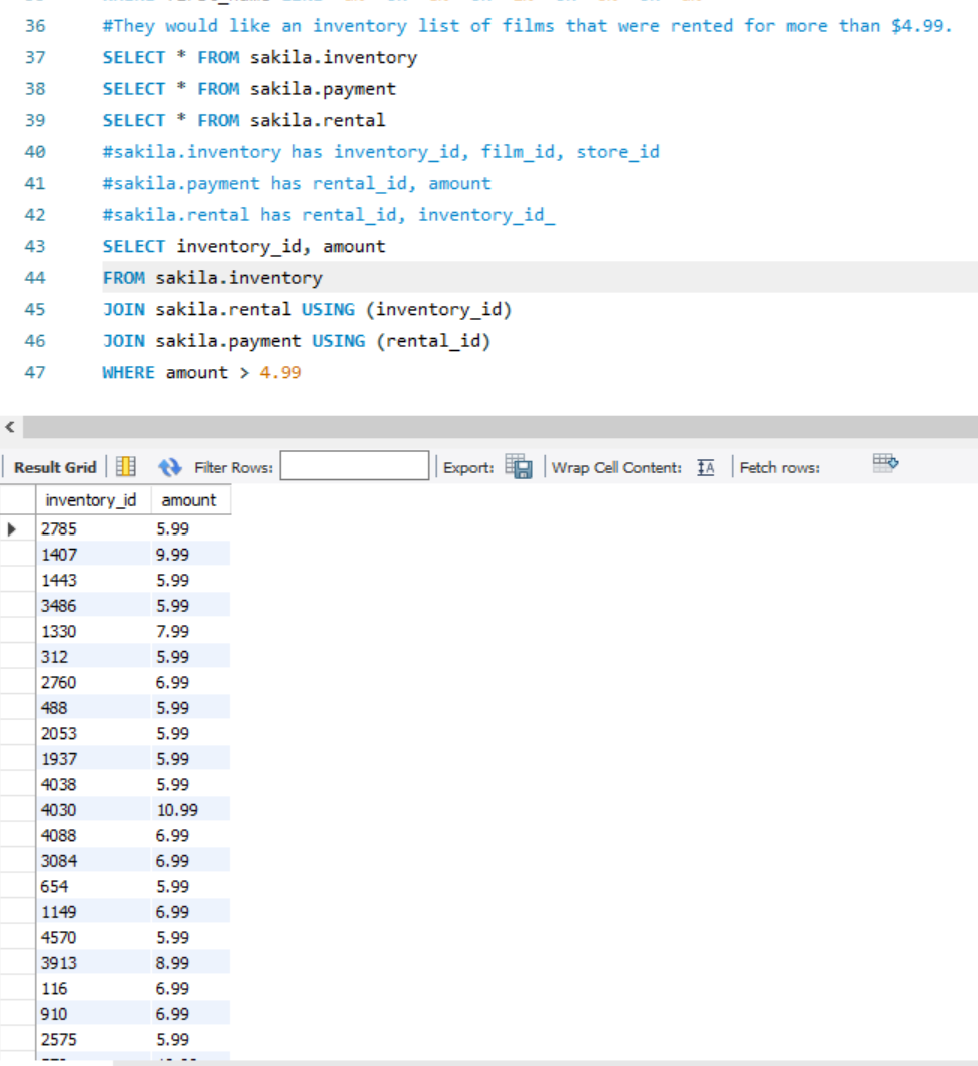 36 #They would like an inventory list of films that were rented for more than $4.99.
37 SELECT * FROM sakila.inventory
38 SELECT * FROM sakila.payment
39 SELECT * FROM sakila.rental
40 #sakila.inventory has inventory_id, film_id, store_id
41 #sakila.payment has rental_id, amount
42 #sakila.rental has rental_id, inventory_id_
43 SELECT inventory_id, amount
44 FROM sakila.inventory
45 JOIN sakila.rental USING (inventory_id)
46 JOIN sakila.payment USING (rental_id)
47 WHERE amount > 4.99
Result Grid Filter Rows: Export: Wrap Cell Content: IA Fetch rows:
inventory_id amount
2785 5.99
1407 9.99
1443 5.99
3486 5.99
1330 7.99
312 5.99
2760 6.99
488 5.99
2053 5.99
1937 5.99
4038 5.99
4030 10.99
4088 6.99
3084 6.99
654 5.99
1149 6.99
4570 5.99
3913 8.99
116 6.99
910 6.99
2575 5.99